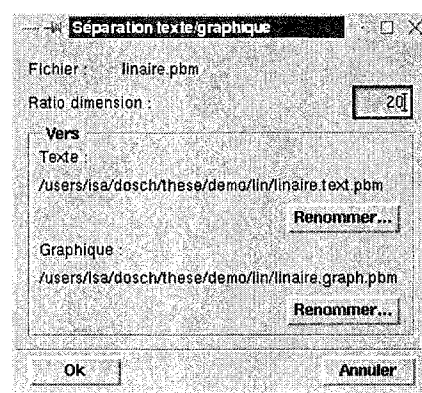 Séparation texte/graphique
Fichier : linaire.pbm
Ratio dimension : 20
Vers
Texte :
/users/isa/dosch/these/demo/lin/linaire.text.pbm
Renommer...
Graphique :
/users/isa/dosch/these/demo/lin/linaire.graph.pbm
Renommer...
Ok Annuler